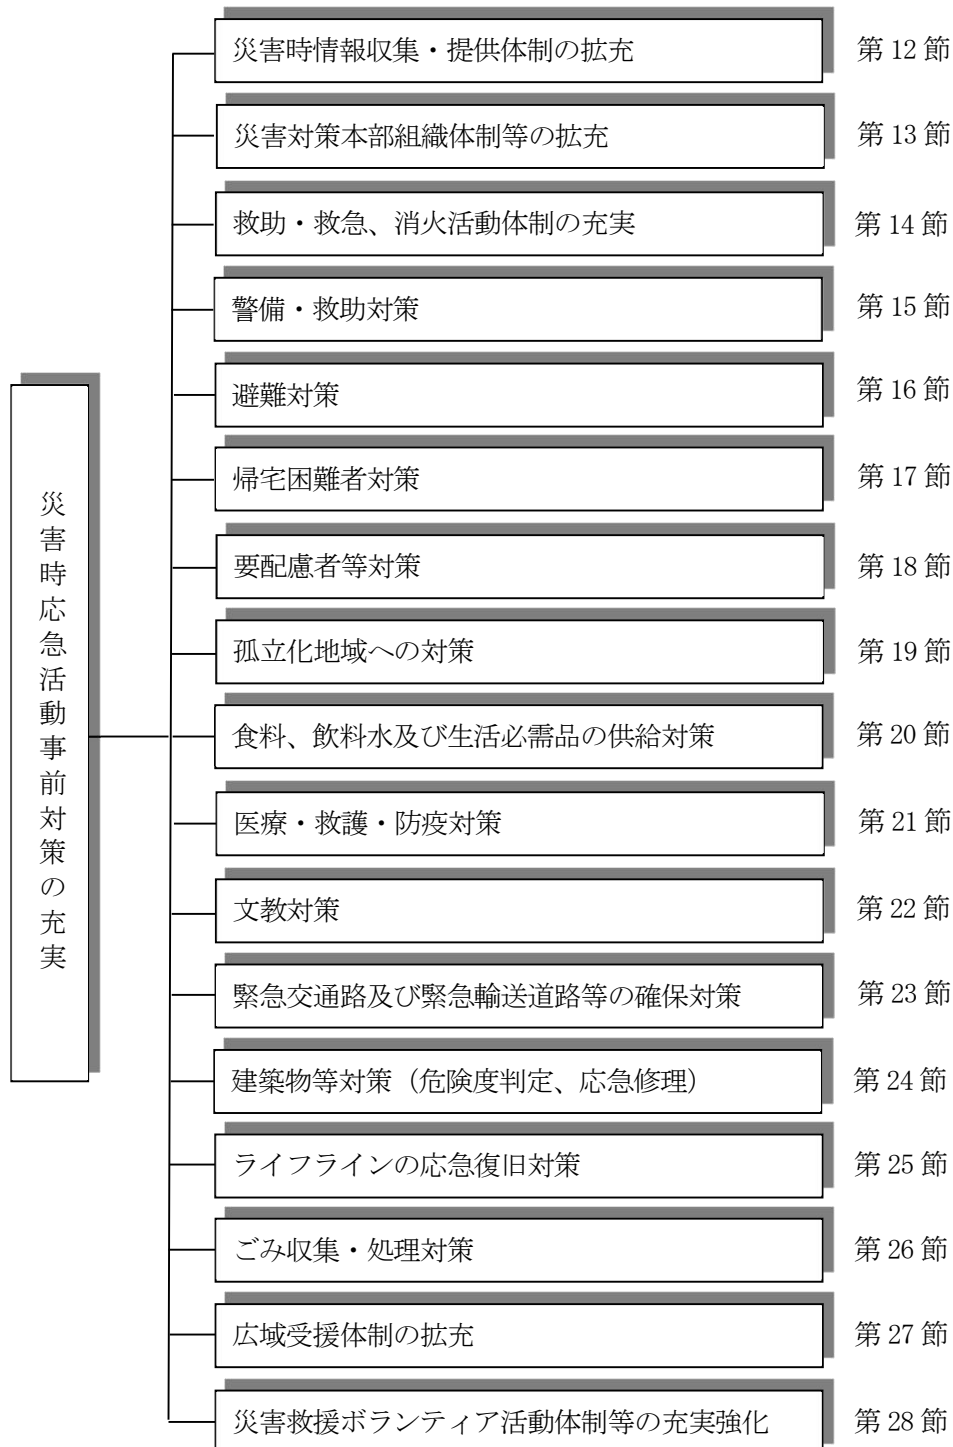 災害時応急活動事前対策の充実
災害時情報収集・提供体制の拡充 第12節
災害対策本部組織体制等の拡充 第13節
救助・救急、消火活動体制の充実 第14節
警備・救助対策 第15節
避難対策 第16節
帰宅困難者対策 第17節
要配慮者等対策 第18節
孤立化地域への対策 第19節
食料、飲料水及び生活必需品の供給対策 第20節
医療・救護・防疫対策 第21節
文教対策 第22節
緊急交通路及び緊急輸送道路等の確保対策 第23節
建築物等対策（危険度判定、応急修理） 第24節
ライフラインの応急復旧対策 第25節
ごみ収集・処理対策 第26節
広域受援体制の拡充 第27節
災害救援ボランティア活動体制等の充実強化 第28節